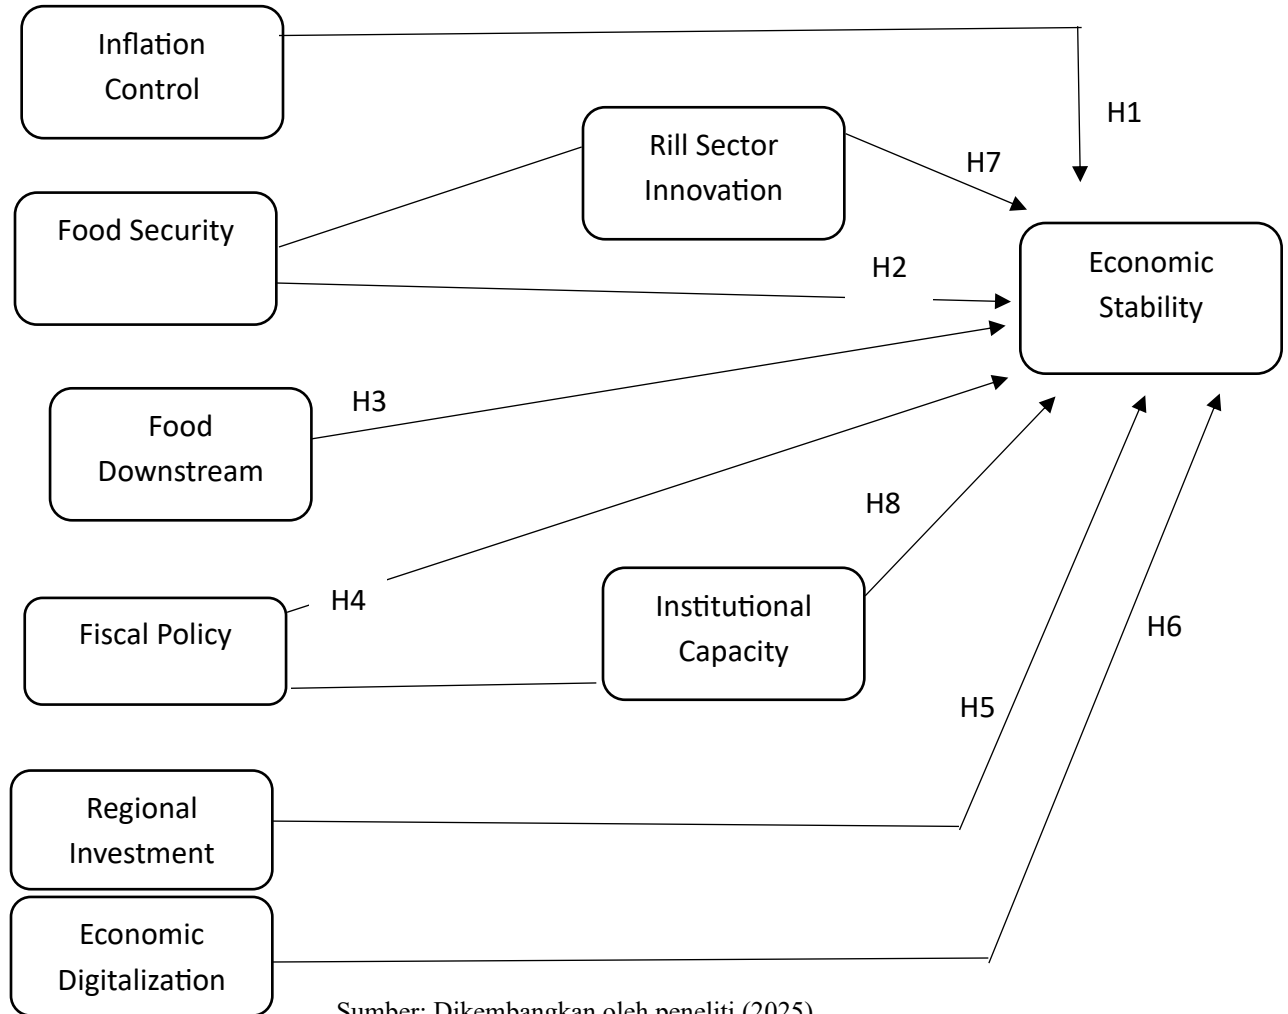 Inflation
Control
H1
Rill Sector
Innovation
H7
Food Security
H2
Economic
Stability
H3
Food
Downstream
H8
H4
Fiscal Policy
Institutional
Capacity
H6
H5
Regional
Investment
Economic
Digitalization
Sumber: Dikembangkan oleh peneliti (2025)